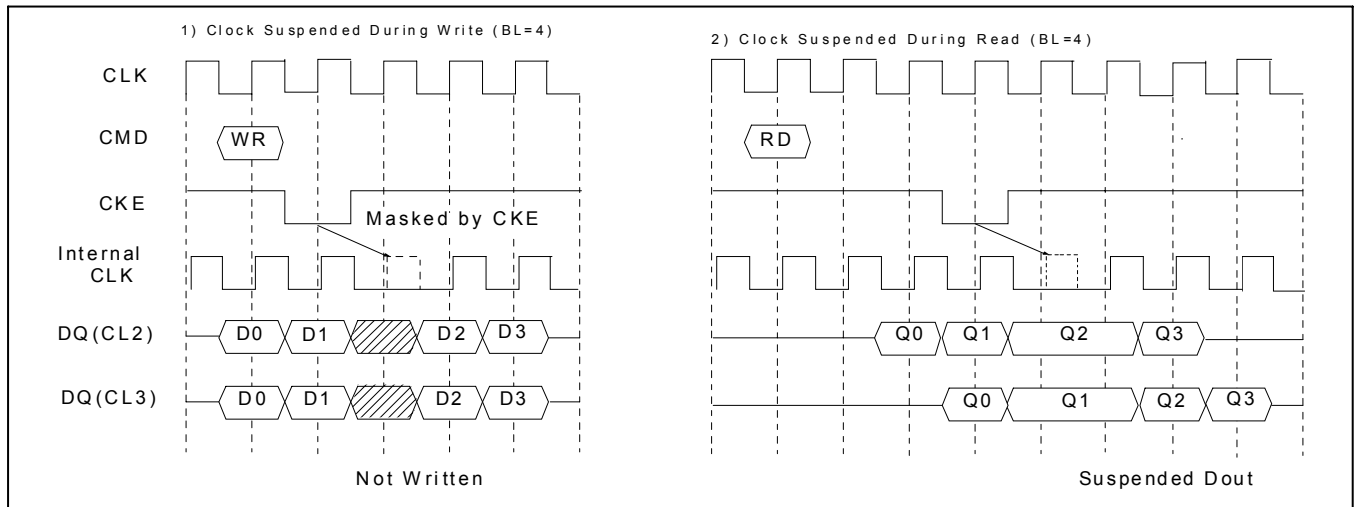 1) Clock Suspended During Write (BL=4)
2) Clock Suspended During Read (BL=4)
CLK
CMD
WR
RD
CKE
Masked by CKE
Internal
CLK
DQ(CL2)
D0 D1 D2 D3
Q0 Q1 Q2 Q3
DQ(CL3)
D0 D1 D2 D3
Q0 Q1 Q2 Q3
Not Written
Suspended Dout